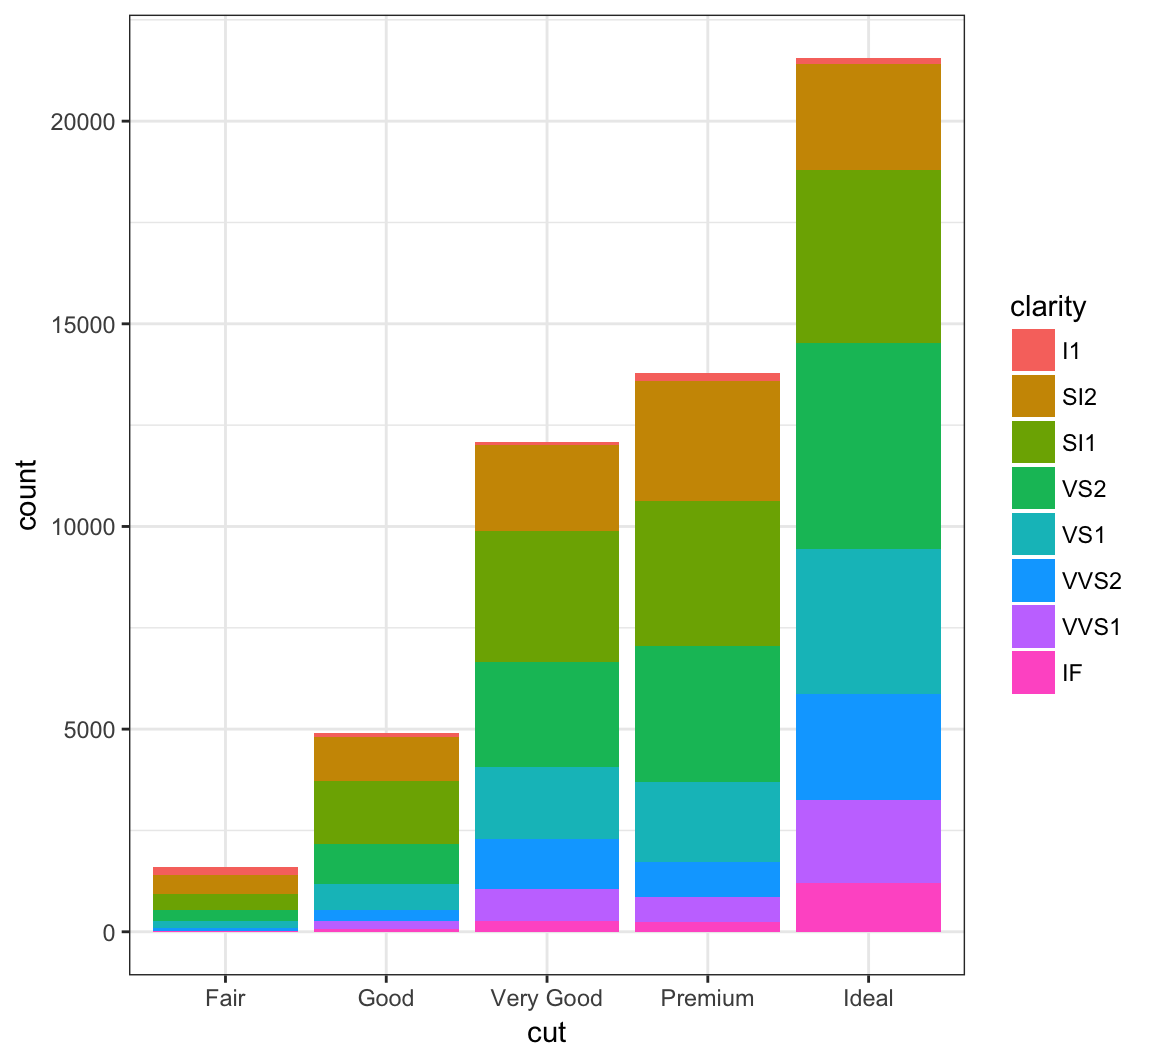 20000
15000
10000
5000
0
count
Fair
Good
Very Good
Premium
Ideal
cut
clarity
I1
SI2
SI1
VS2
VS1
VVS2
VVS1
IF